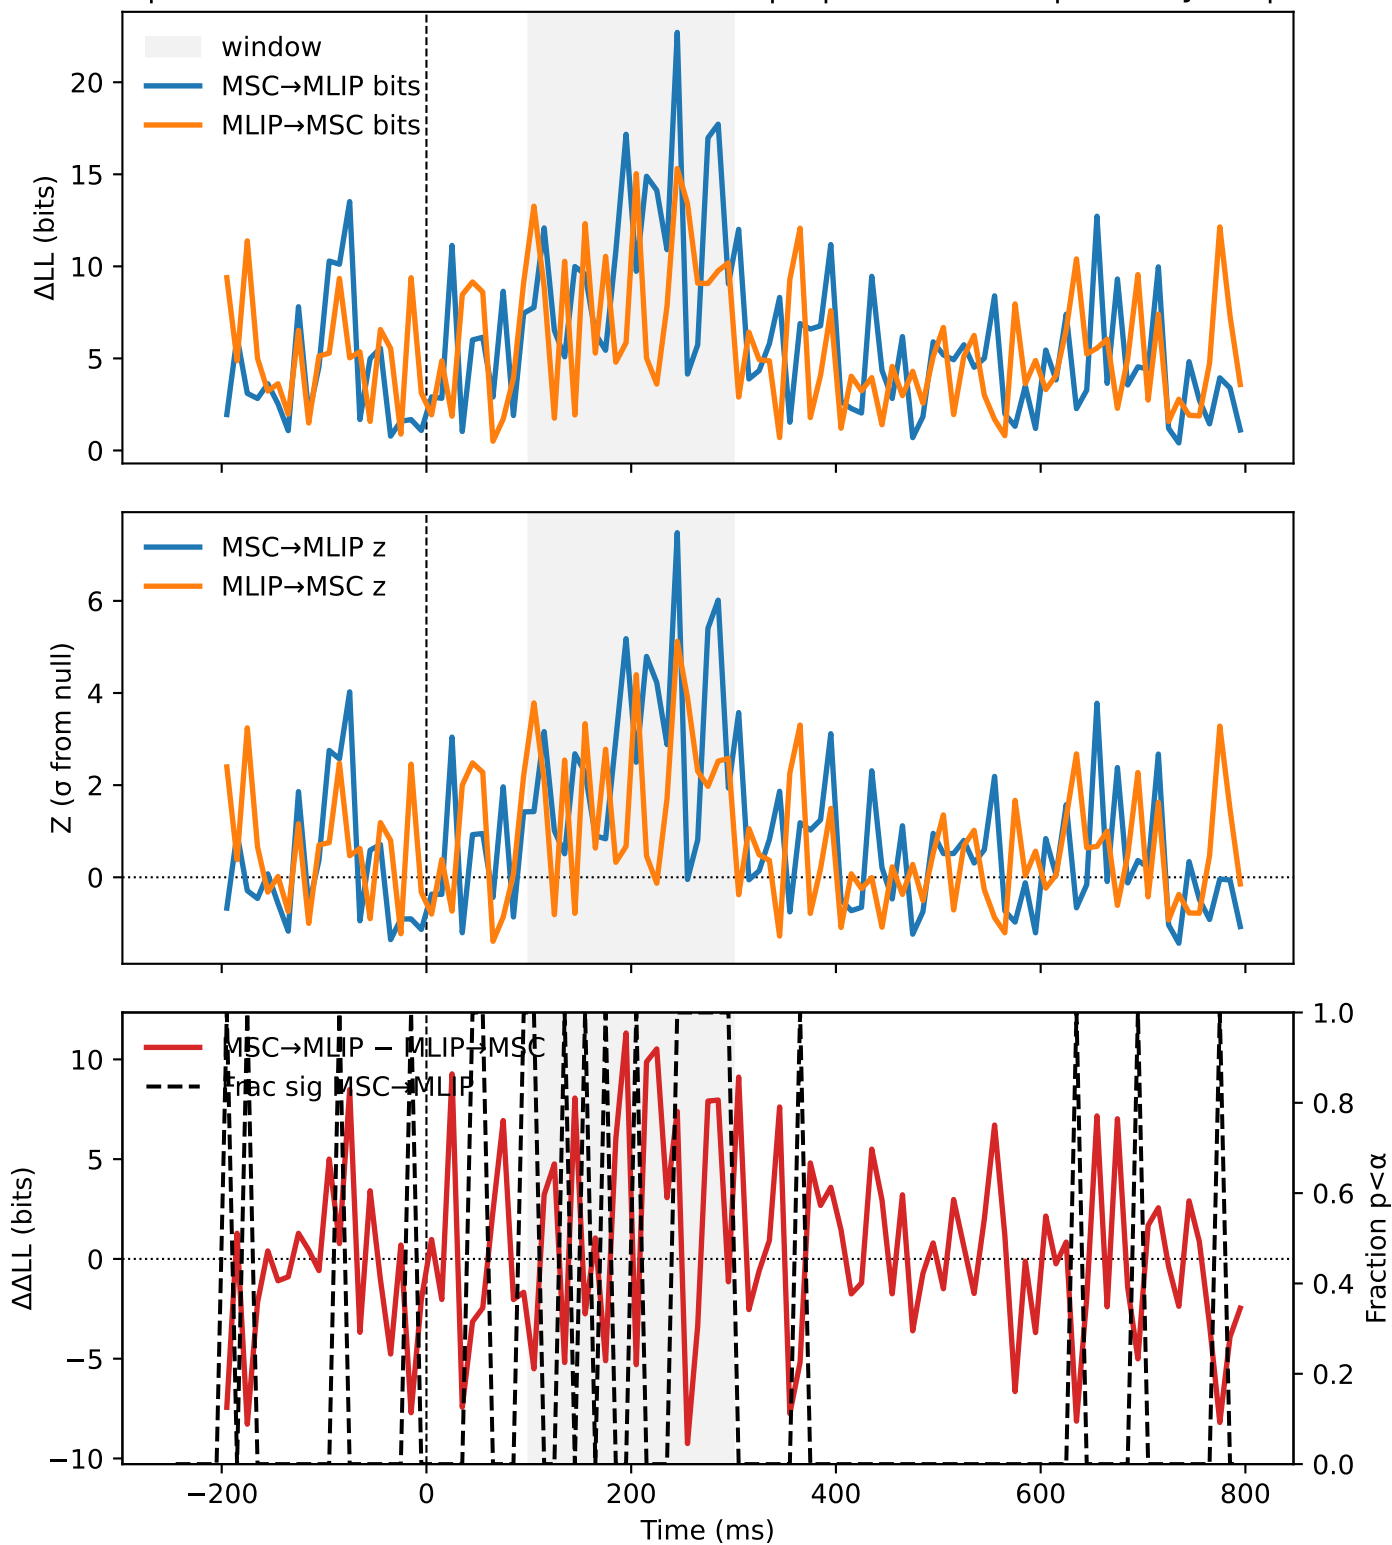 window
MSC→MLIP bits
MLIP→MSC bits
ΔLL (bits)
20
15
10
5
0
MSC→MLIP z
MLIP→MSC z
Z (σ from null)
6
4
2
0
MSC→MLIP − MLIP→MSC
frac sig MSC→MLIP
ΔΔLL (bits)
10
5
0
−5
−10
1.0
0.8
0.6
0.4
0.2
0.0
Fraction p<α
−200
0
200
400
600
800
Time (ms)